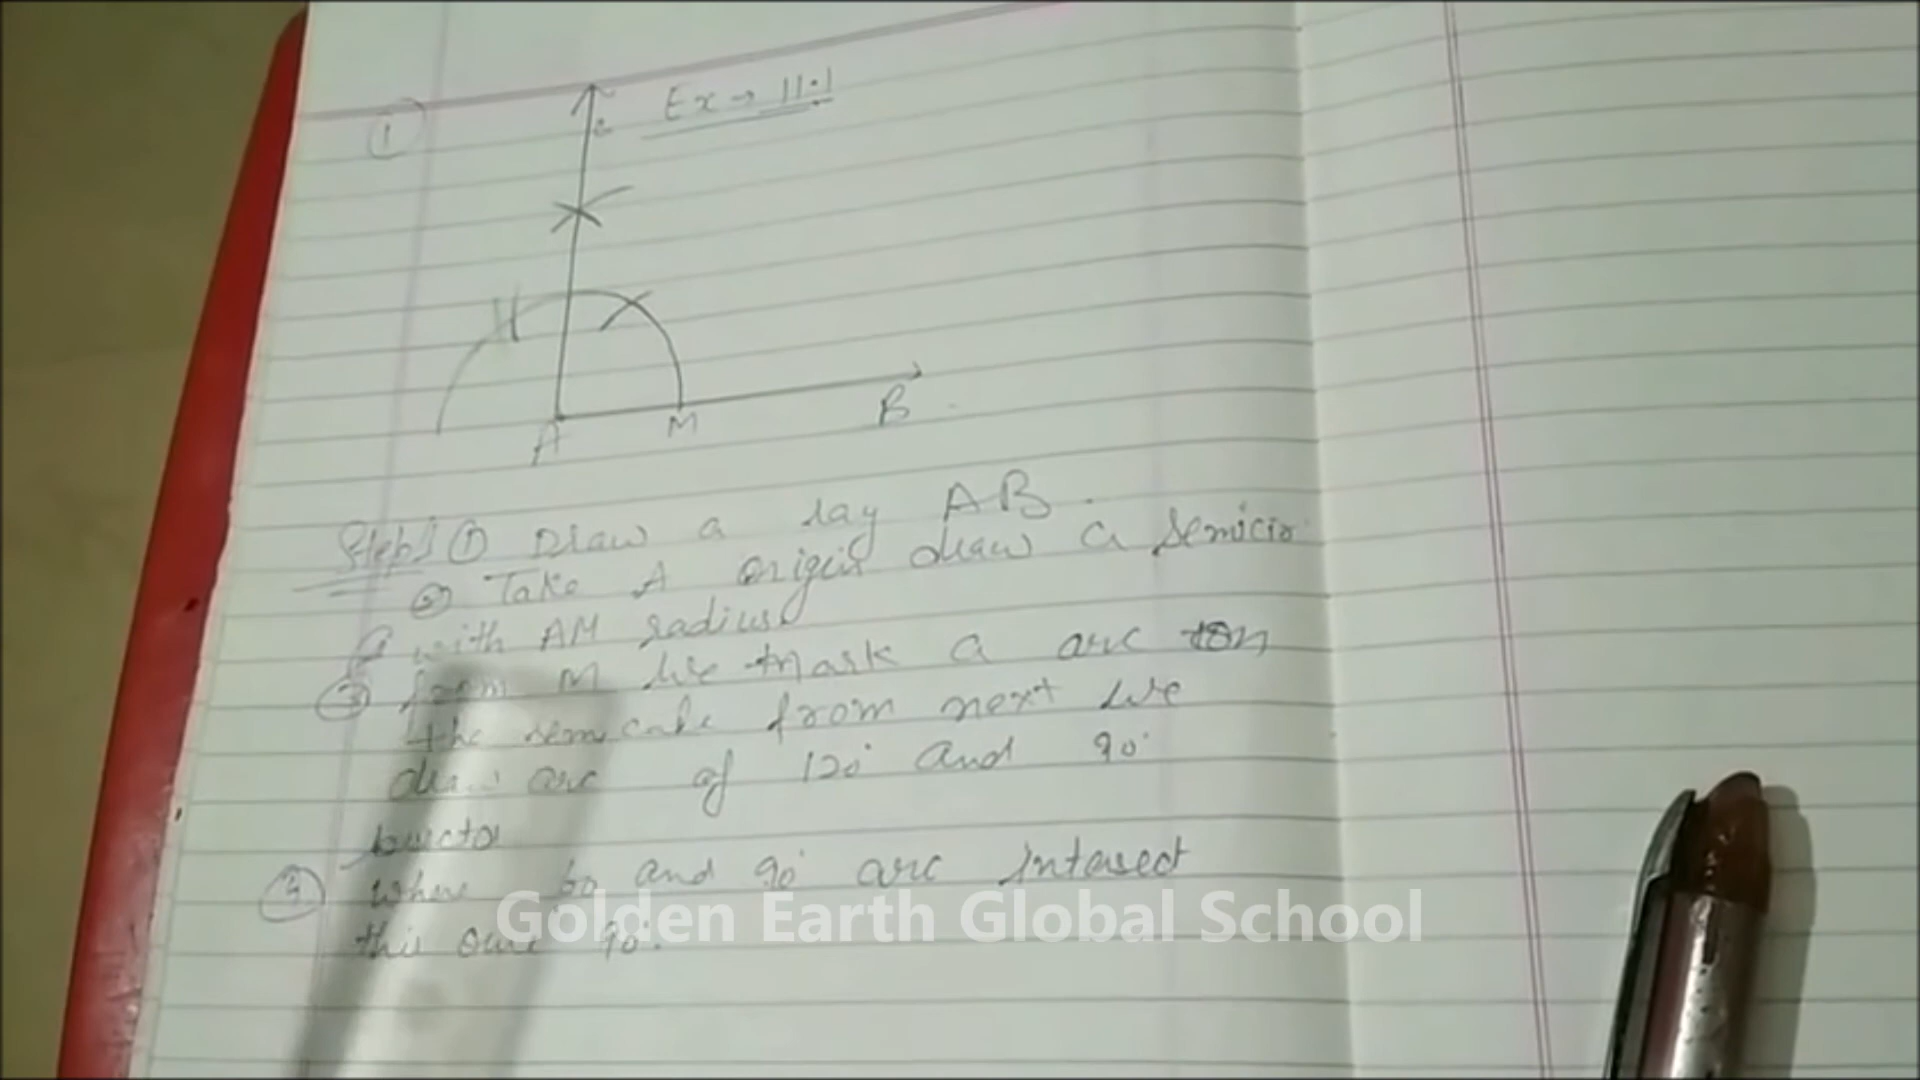 ① Ex → 11.1
C
A M B
Steps ① Draw a ray AB.
② Take A origin draw a semicir
with AM radius
③ from M we mark a arc on
the from next we
draw arc of 120° and 90°
④ where 60 and 90° arc intersect
this our 90°.
Golden Earth Global School